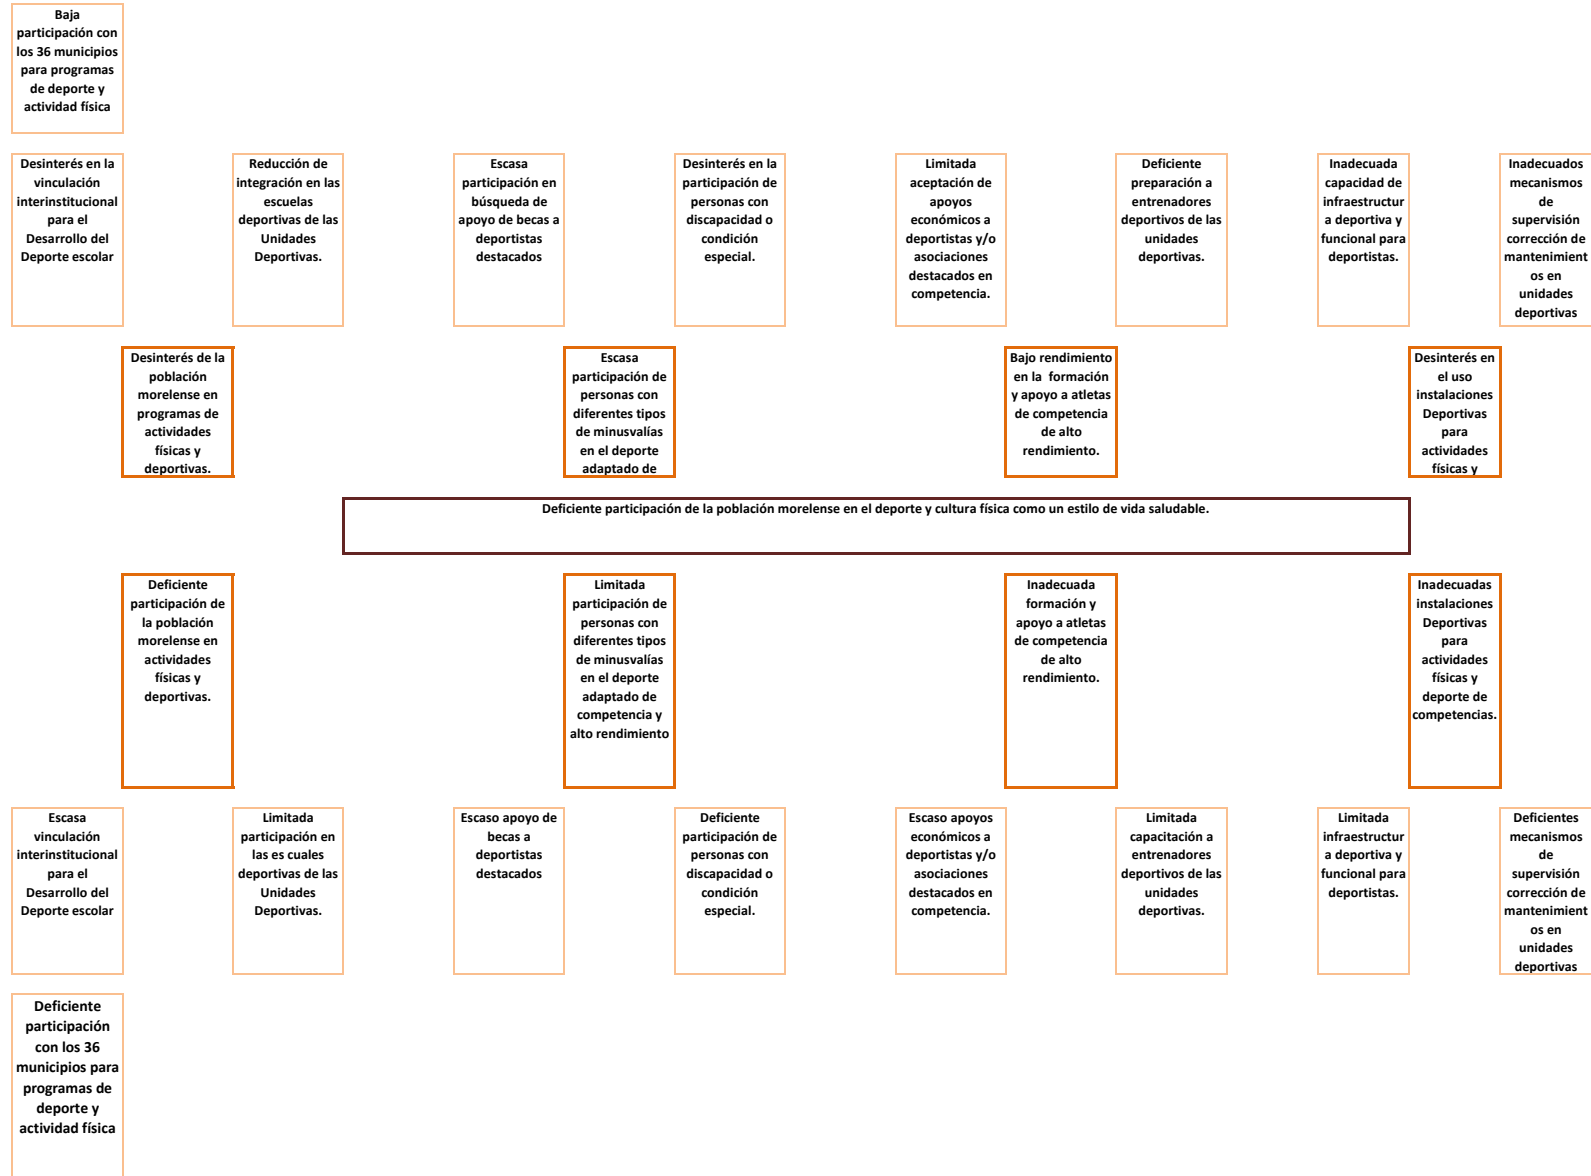 Baja
participación con
los 36 municipios
para programas
de deporte y
actividad física
Desinterés en la
vinculación
interinstitucional
para el
Desarrollo del
Deporte escolar
Reducción de
integración en las
escuelas
deportivas de las
Unidades
Deportivas.
Escasa
participación en
búsqueda de
apoyo de becas a
deportistas
destacados
Desinterés en la
participación de
personas con
discapacidad o
condición
especial.
Limitada
aceptación de
apoyos
económicos a
deportistas y/o
asociaciones
destacados en
competencia.
Deficiente
preparación a
entrenadores
deportivos de las
unidades
deportivas.
Inadecuada
capacidad de
infraestructur
a deportiva y
funcional para
deportistas.
Inadecuados
mecanismos
de
supervisión
corrección de
mantenimient
os en
unidades
deportivas
Desinterés de la
población
morelense en
programas de
actividades
físicas y
deportivas.
Escasa
participación de
personas con
diferentes tipos
de minusvalías
en el deporte
adaptado de
Bajo rendimiento
en la  formación
y apoyo a atletas
de competencia
de alto
rendimiento.
Desinterés en
el uso
instalaciones
Deportivas
para
actividades
físicas y
Deficiente participación de la población morelense en el deporte y cultura física como un estilo de vida saludable.
Deficiente
participación de
la población
morelense en
actividades
físicas y
deportivas.
Limitada
participación de
personas con
diferentes tipos
de minusvalías
en el deporte
adaptado de
competencia y
alto rendimiento
Inadecuada
formación y
apoyo a atletas
de competencia
de alto
rendimiento.
Inadecuadas
instalaciones
Deportivas
para
actividades
físicas y
deporte de
competencias.
Escasa
vinculación
interinstitucional
para el
Desarrollo del
Deporte escolar
Limitada
participación en
las es cuales
deportivas de las
Unidades
Deportivas.
Escaso apoyo de
becas a
deportistas
destacados
Deficiente
participación de
personas con
discapacidad o
condición
especial.
Escaso apoyos
económicos a
deportistas y/o
asociaciones
destacados en
competencia.
Limitada
capacitación a
entrenadores
deportivos de las
unidades
deportivas.
Limitada
infraestructur
a deportiva y
funcional para
deportistas.
Deficientes
mecanismos
de
supervisión
corrección de
mantenimient
os en
unidades
deportivas
Deficiente
participación
con los 36
municipios para
programas de
deporte y
actividad física